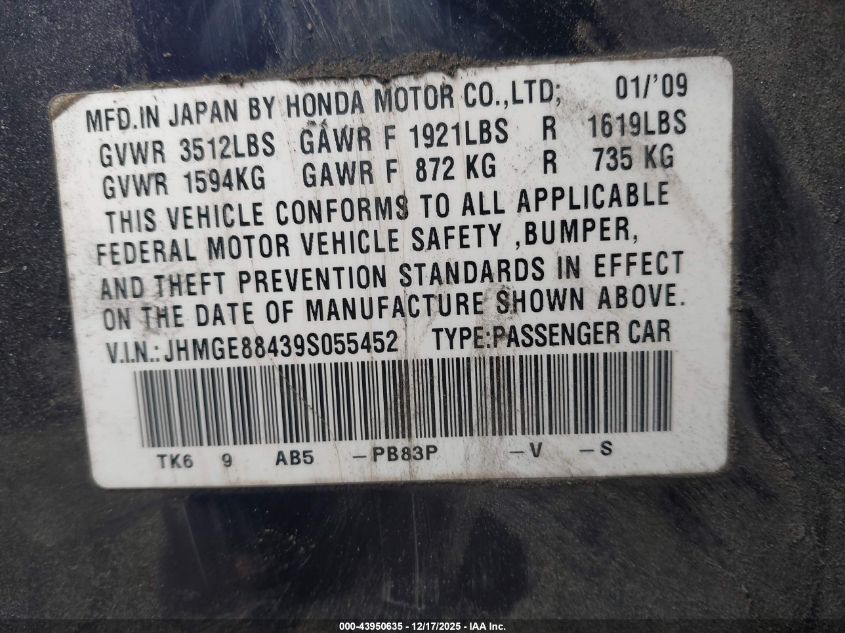 MFD.IN JAPAN BY HONDA MOTOR CO.,LTD; 01/'09
GVWR 3512LBS GAWR F 1921LBS R 1619LBS
GVWR 1594KG GAWR F 872 KG R 735 KG
THIS VEHICLE CONFORMS TO ALL APPLICABLE
FEDERAL MOTOR VEHICLE SAFETY ,BUMPER,
AND THEFT PREVENTION STANDARDS IN EFFECT
ON THE DATE OF MANUFACTURE SHOWN ABOVE.
V.I.N.:JHMGE88439S055452 TYPE:PASSENGER CAR
TK6 9 AB5 -PB83P -V -S
000-43950635 - 12/17/2025 - IAA Inc.